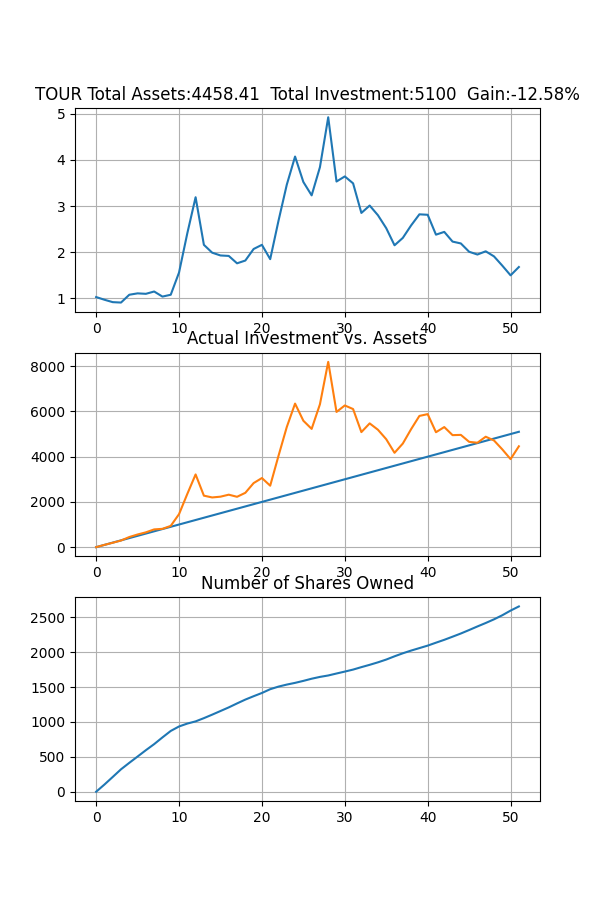 TOUR Total Assets:4458.41  Total Investment:5100  Gain:-12.58%
5
4
3
2
1
0 10 20 30 40 50
Actual Investment vs. Assets
8000
6000
4000
2000
0
0 10 20 30 40 50
Number of Shares Owned
2500
2000
1500
1000
500
0
0 10 20 30 40 50